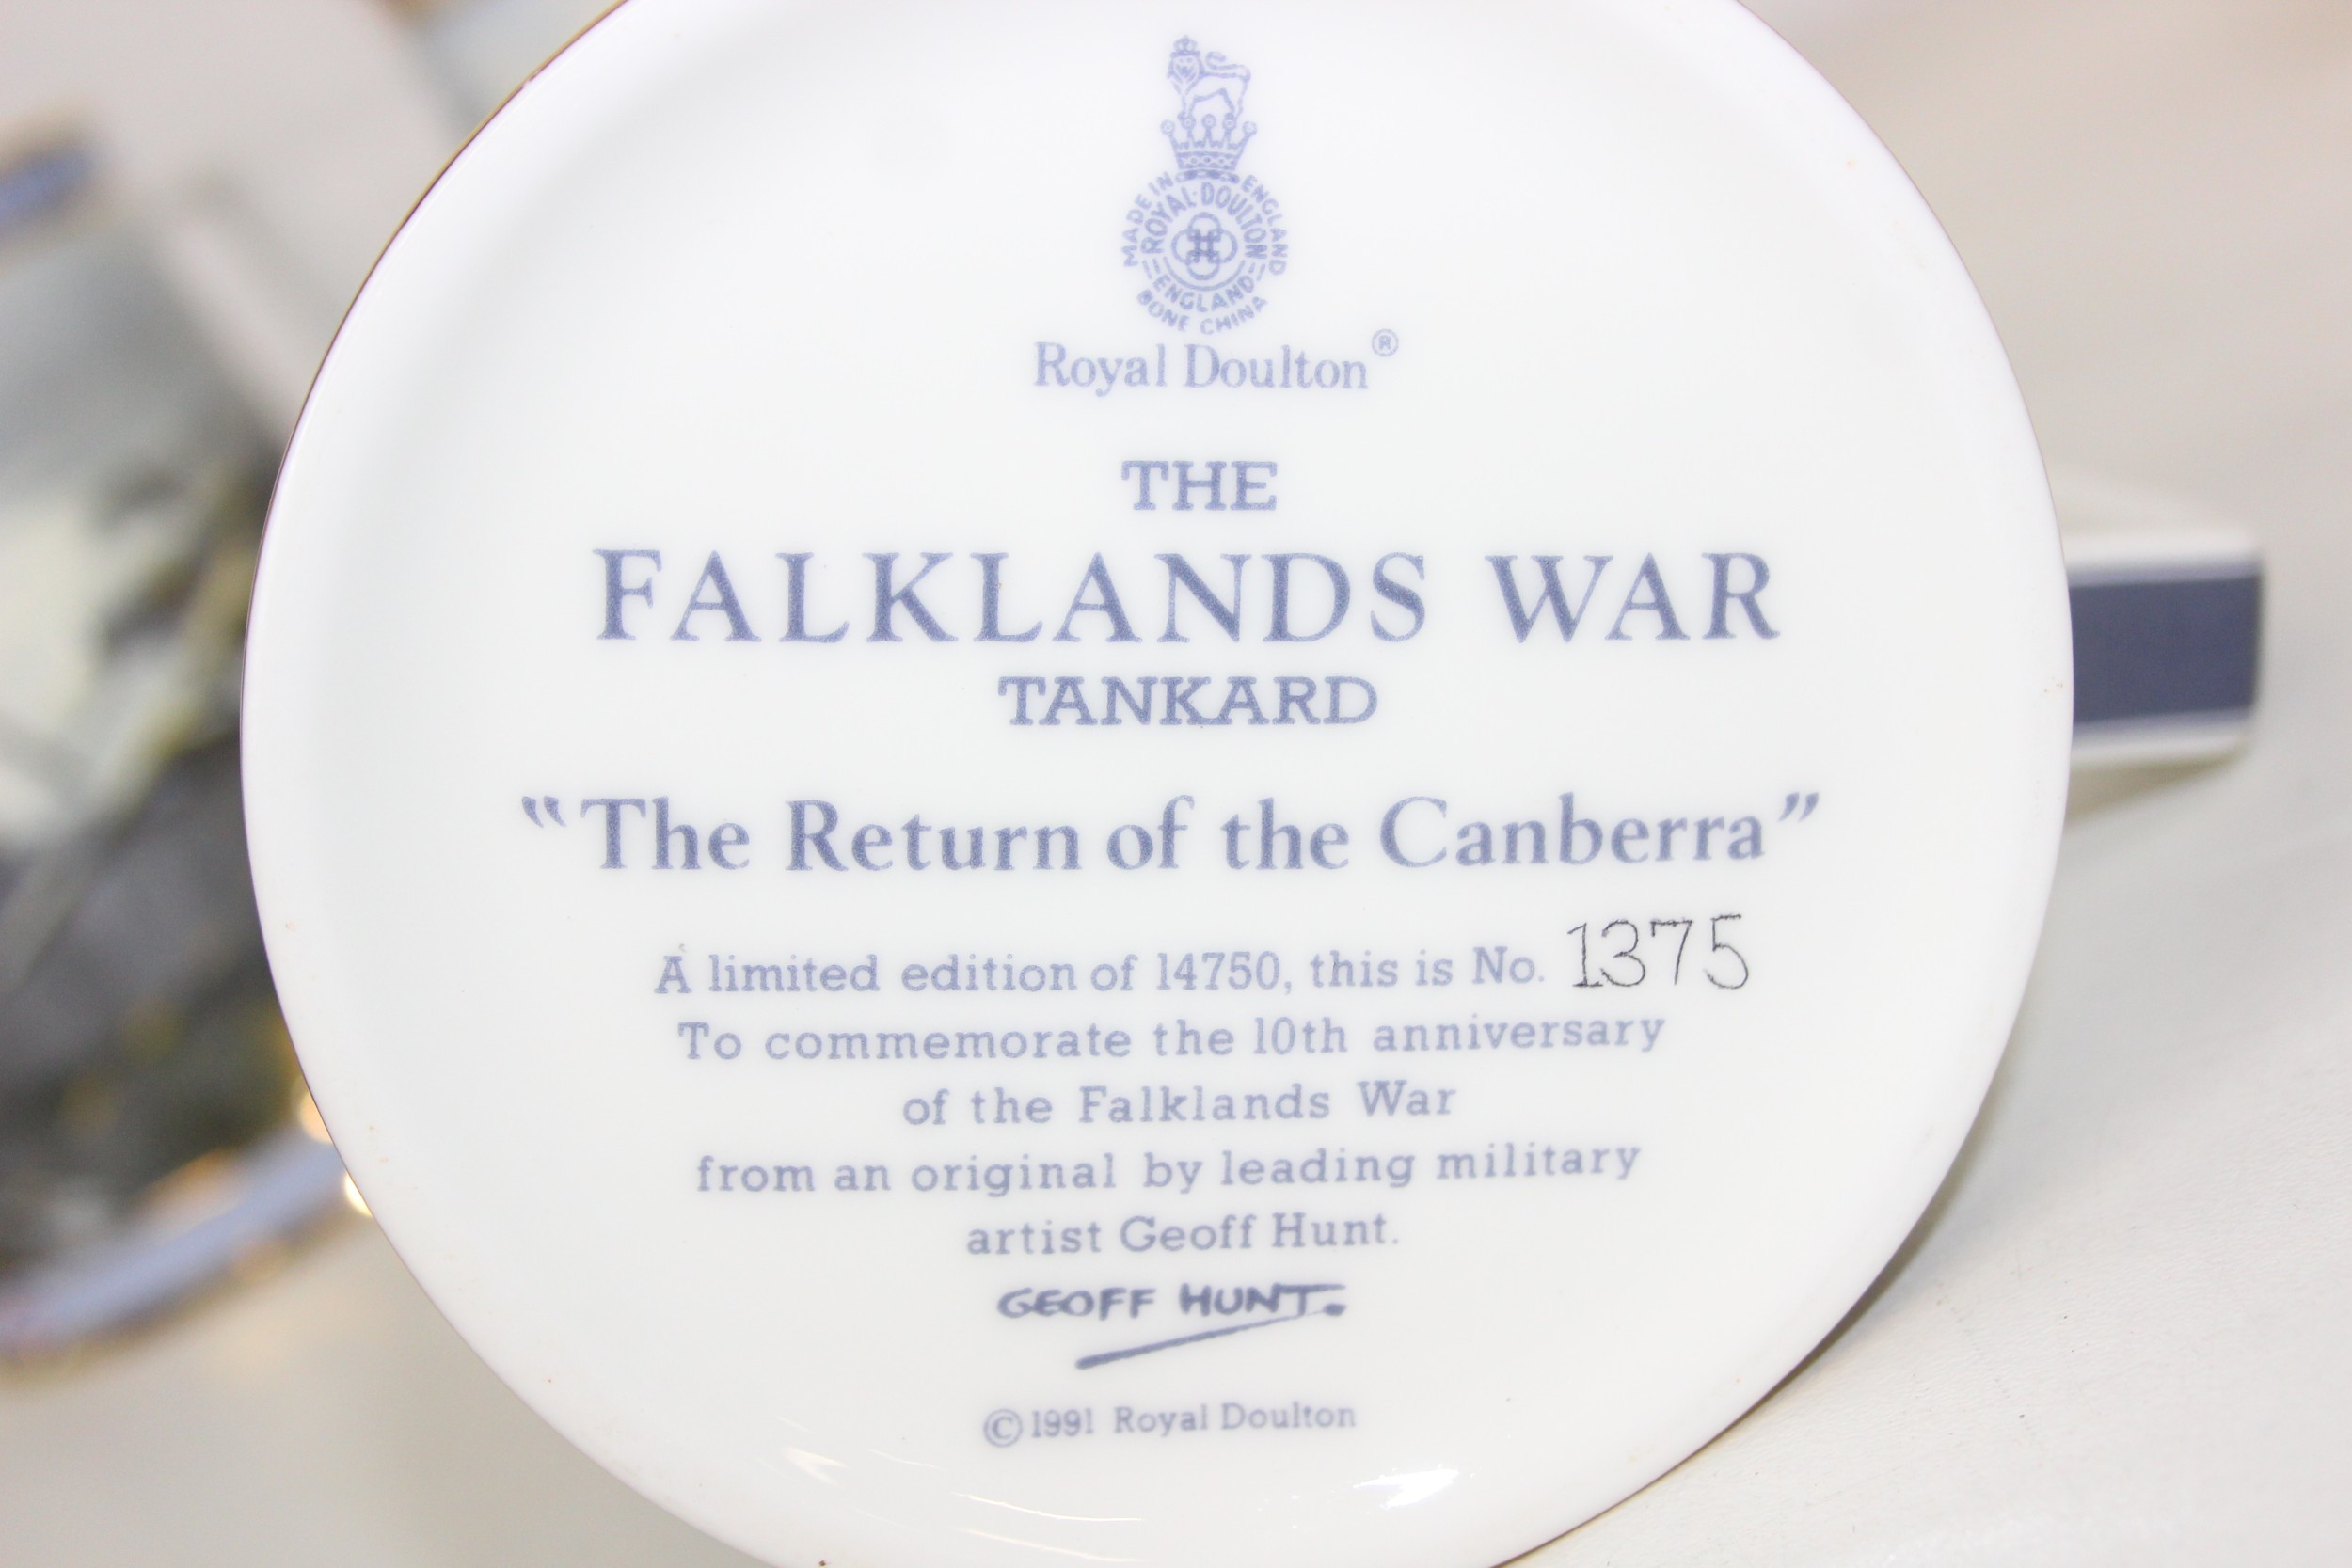 MADE IN ENGLAND
ROYAL·DOULTON
ENGLAND
BONE CHINA
Royal Doulton®
THE
FALKLANDS WAR
TANKARD
"The Return of the Canberra"
A limited edition of 14750, this is No. 1375
To commemorate the 10th anniversary
of the Falklands War
from an original by leading military
artist Geoff Hunt.
GEOFF HUNT.
©1991 Royal Doulton